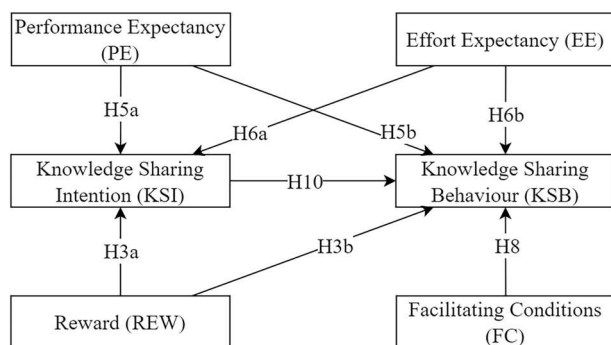 Performance Expectancy
(PE)
Effort Expectancy (EE)
H5a
H6a
H5b
H6b
Knowledge Sharing
Intention (KSI)
H10
Knowledge Sharing
Behaviour (KSB)
H3a
H3b
H8
Reward (REW)
Facilitating Conditions
(FC)